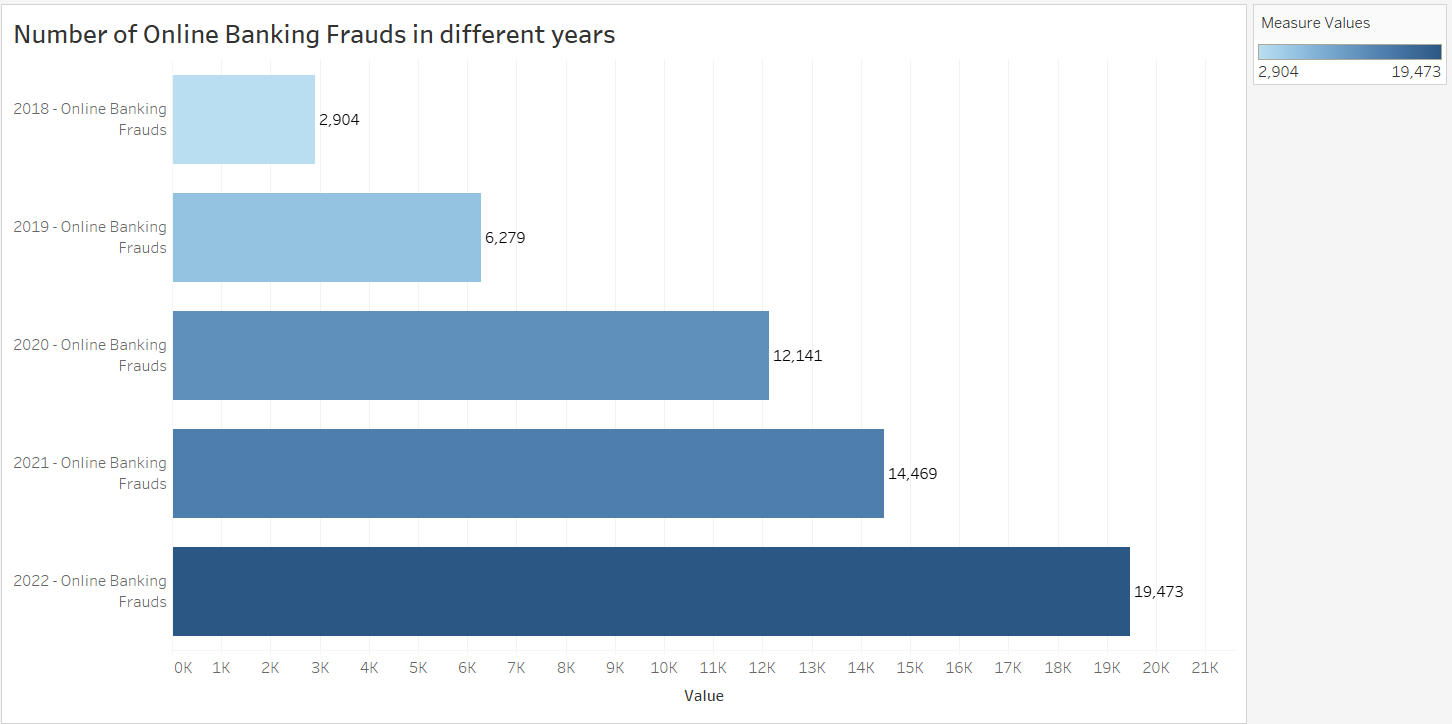 Number of Online Banking Frauds in different years
2018 - Online Banking
Frauds
2,904
2019 - Online Banking
Frauds
6,279
2020 - Online Banking
Frauds
12,141
2021 - Online Banking
Frauds
14,469
2022 - Online Banking
Frauds
19,473
0K 1K 2K 3K 4K 5K 6K 7K 8K 9K 10K 11K 12K 13K 14K 15K 16K 17K 18K 19K 20K 21K
Value
Measure Values
2,904 19,473